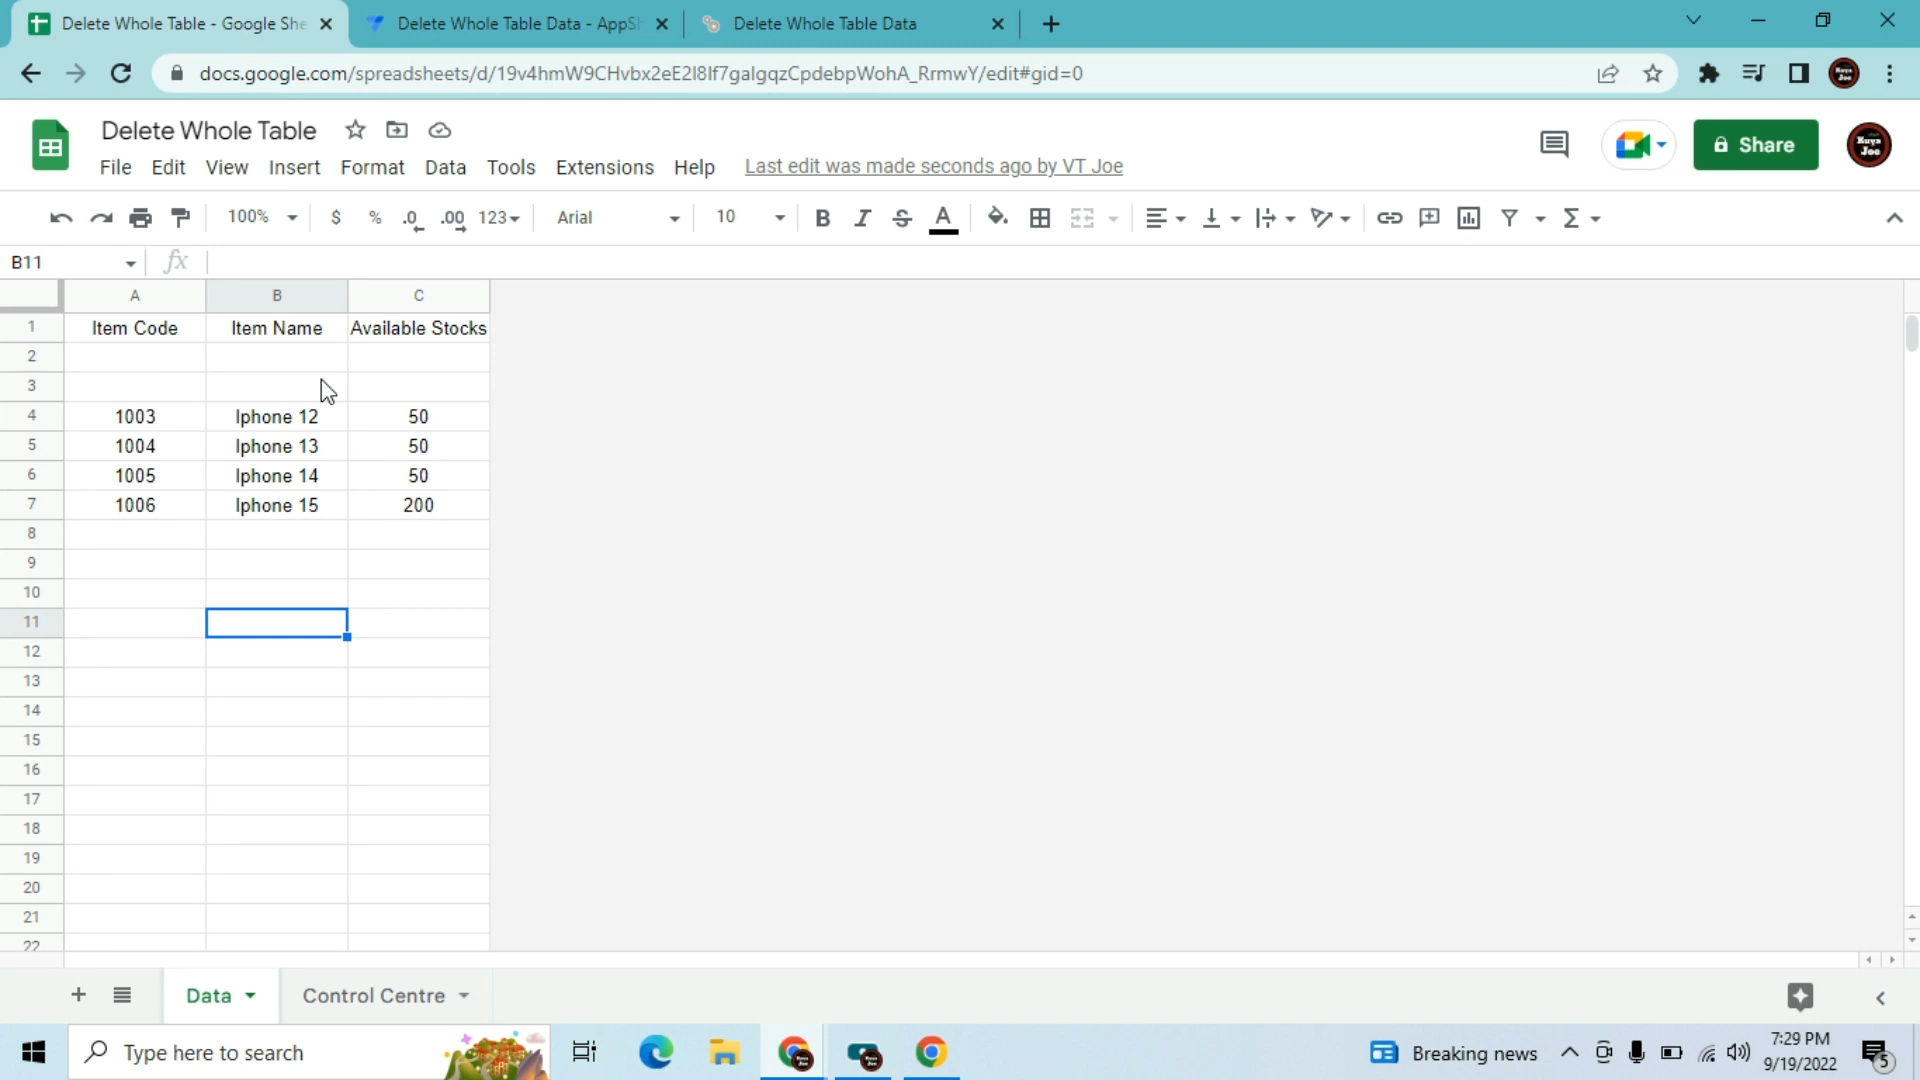 Delete Whole Table - Google She
Delete Whole Table Data - AppSh
Delete Whole Table Data
docs.google.com/spreadsheets/d/19v4hmW9CHvbx2eE2I8If7gaIgqzCpdebpWohA_RrmwY/edit#gid=0
Delete Whole Table
File Edit View Insert Format Data Tools Extensions Help Last edit was made seconds ago by VT Joe
Share
Kuya Joe
100% $ % .0 .00 123 Arial 10 B I S A
B11 fx
A B C
1 Item Code Item Name Available Stocks
2
3
4 1003 Iphone 12 50
5 1004 Iphone 13 50
6 1005 Iphone 14 50
7 1006 Iphone 15 200
8
9
10
11
12
13
14
15
16
17
18
19
20
21
22
Data Control Centre
Type here to search
Breaking news
7:29 PM
9/19/2022
5